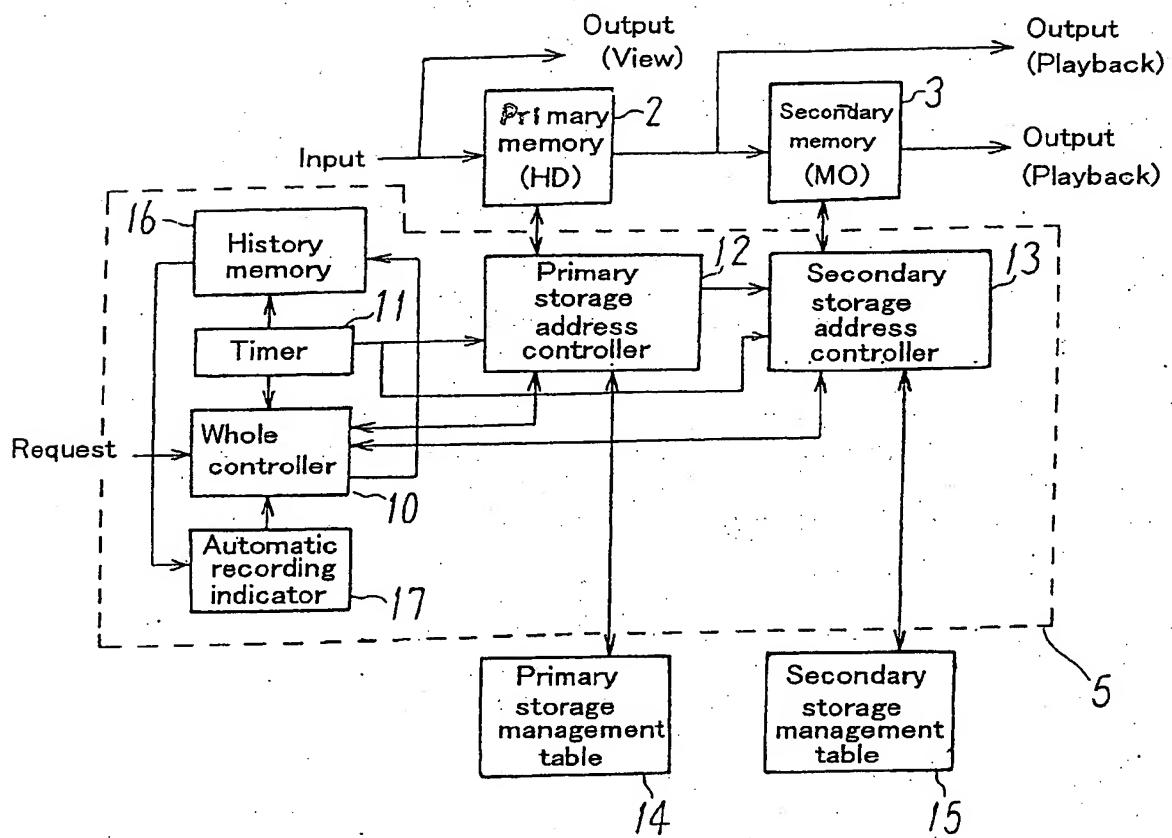 Output
(View)
Output
(Playback)
Primary
memory
(HD)
2
Secondary
memory
(MO)
3
Input
Output
(Playback)
16
History
memory
Primary
storage
address
controller
12
Secondary
storage
address
controller
13
11
Timer
Request
Whole
controller
10
Automatic
recording
indicator
17
Primary
storage
management
table
14
Secondary
storage
management
table
15
5